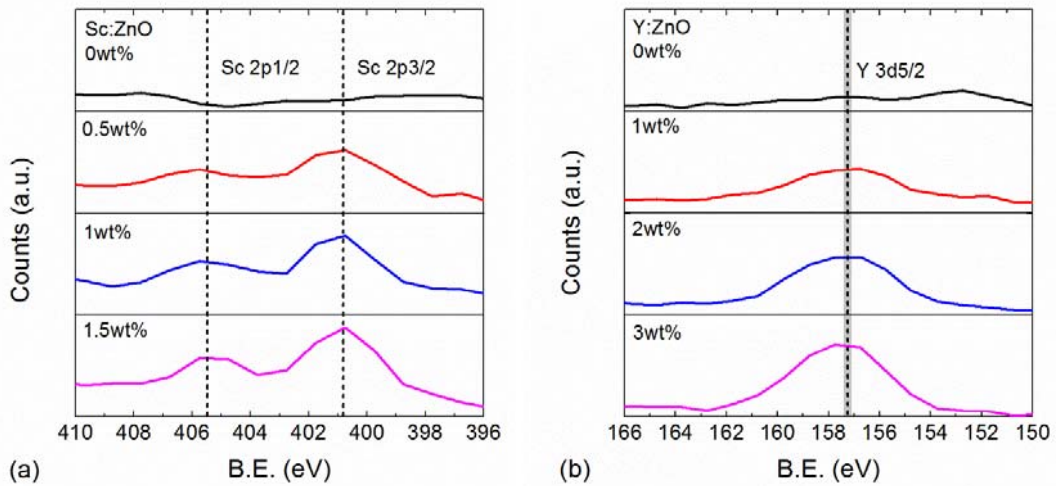 Sc:ZnO
0wt%
Sc 2p1/2
Sc 2p3/2
0.5wt%
1wt%
1.5wt%
Counts (a.u.)
410 408 406 404 402 400 398 396
(a)
B.E. (eV)
Y:ZnO
0wt%
Y 3d5/2
1wt%
2wt%
3wt%
Counts (a.u.)
166 164 162 160 158 156 154 152 150
(b)
B.E. (eV)